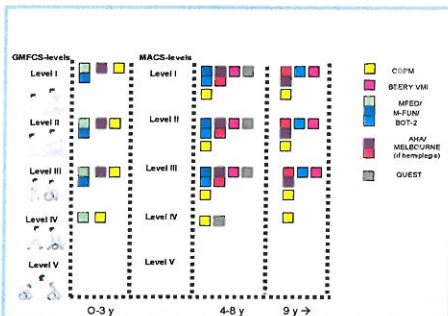 GMFCS-levels
MACS-levels
Level I
Level I
Level II
Level II
Level III
Level III
Level IV
Level IV
Level V
Level V
0-3 y
4-8 y
9 y →
COPM
BEERY VMI
MFED/
M-FUN/
BOT-2
AHA/
MELBOURNE
(if hemiplegia)
QUEST